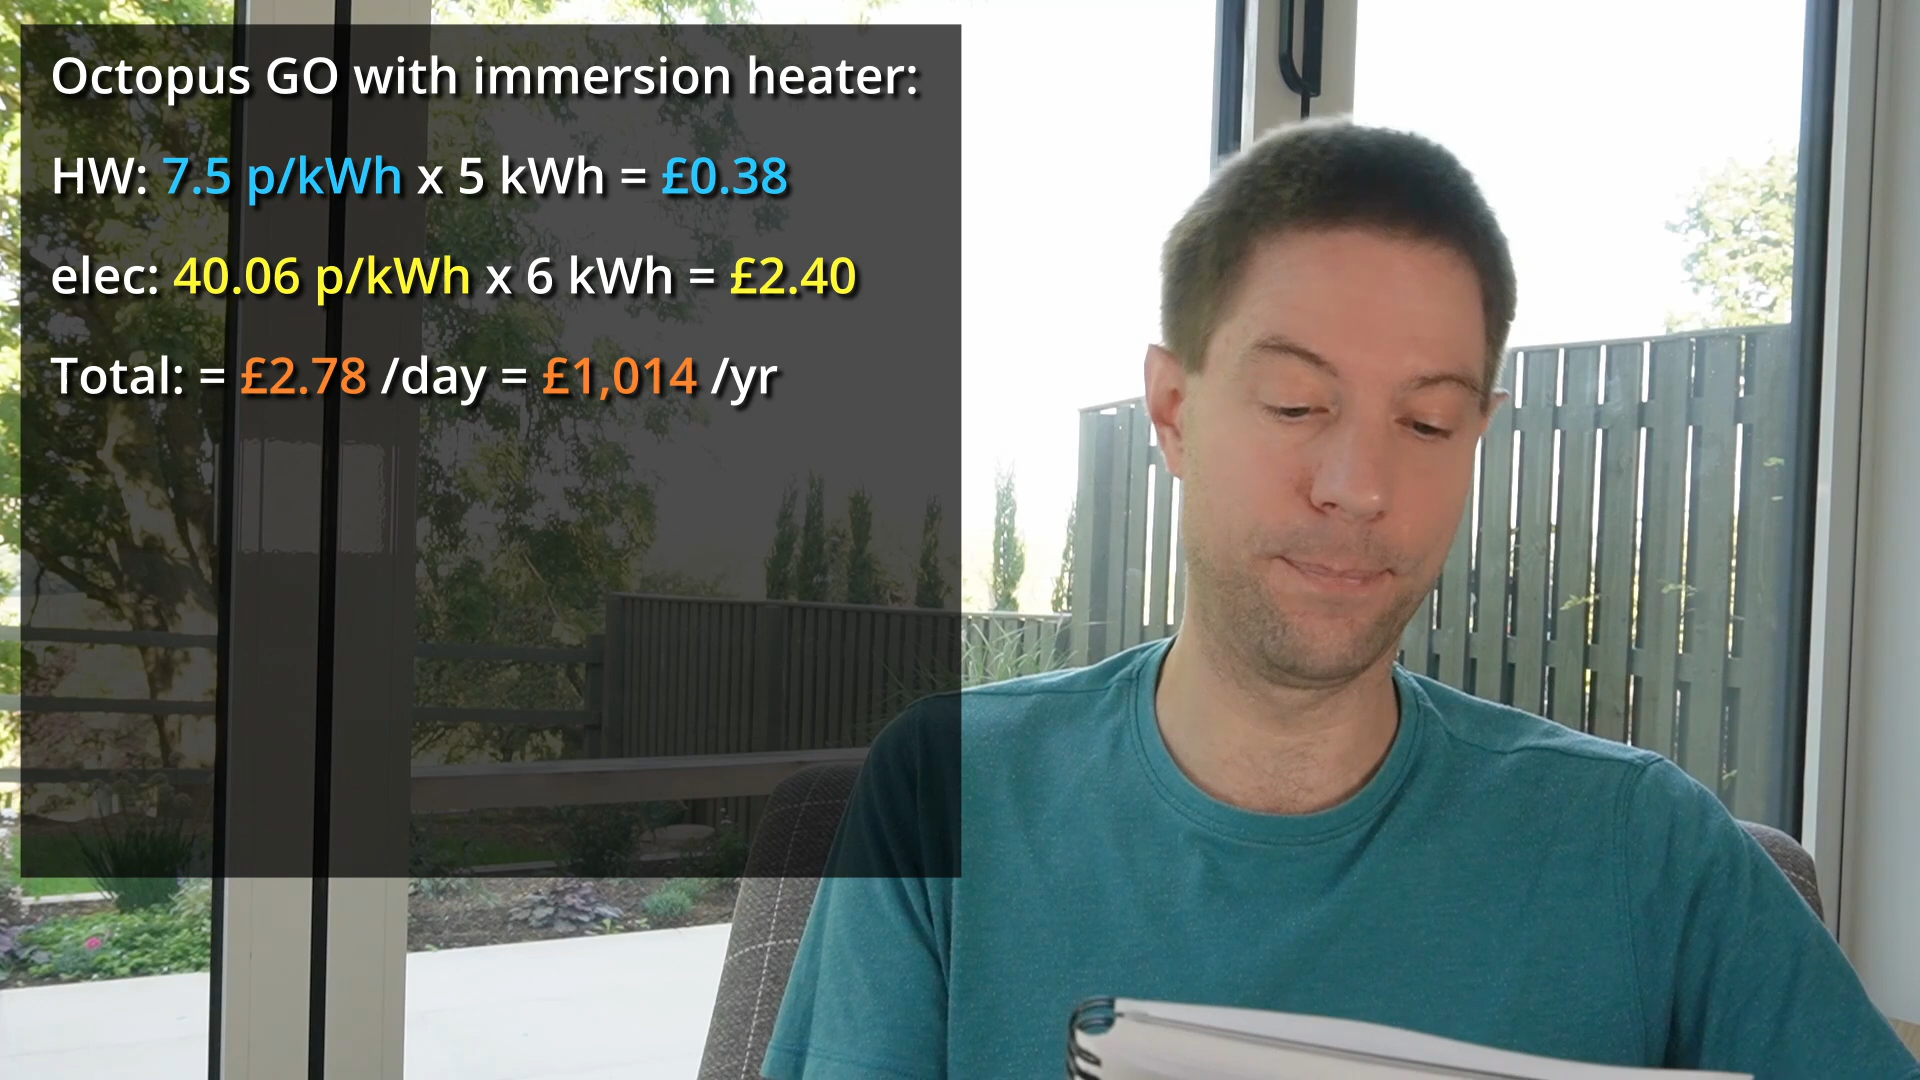 Octopus GO with immersion heater:
HW: 7.5 p/kWh x 5 kWh = £0.38
elec: 40.06 p/kWh x 6 kWh = £2.40
Total: = £2.78 /day = £1,014 /yr